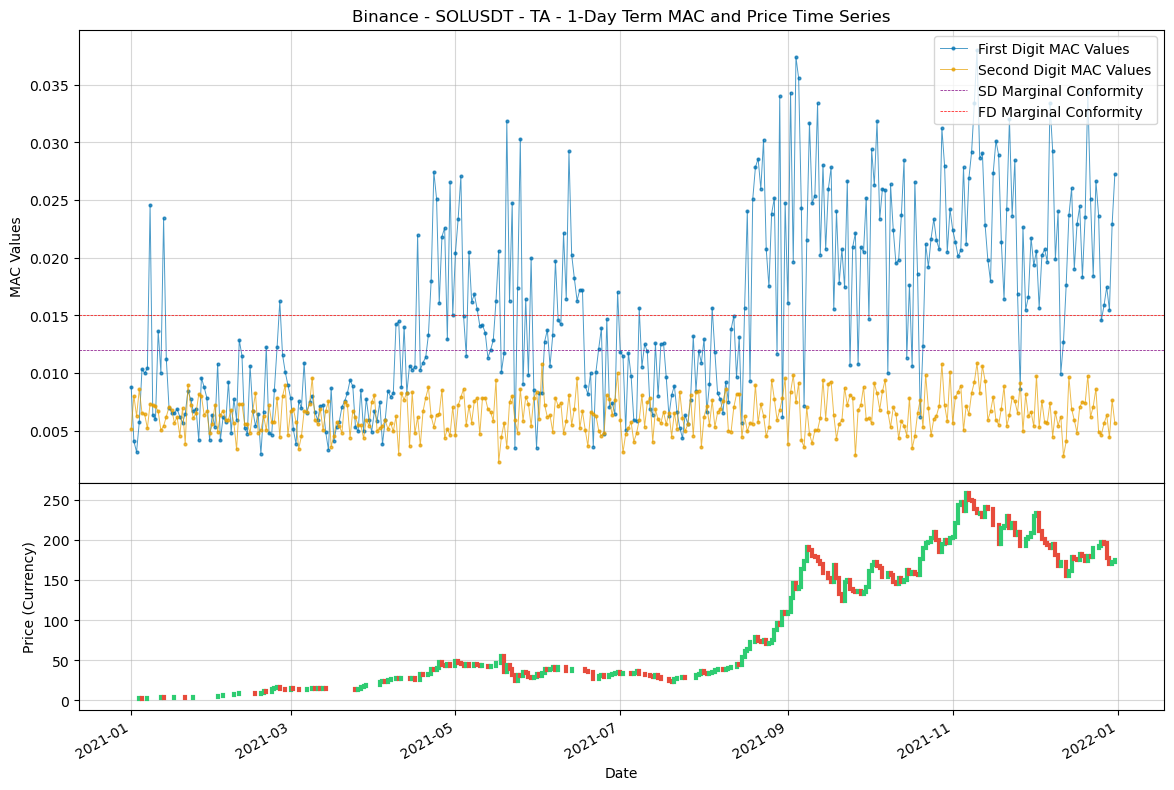 Binance - SOLUSDT - TA - 1-Day Term MAC and Price Time Series
First Digit MAC Values
Second Digit MAC Values
SD Marginal Conformity
FD Marginal Conformity
MAC Values
0.035
0.030
0.025
0.020
0.015
0.010
0.005
Price (Currency)
250
200
150
100
50
0
2021-01
2021-03
2021-05
2021-07
2021-09
2021-11
2022-01
Date